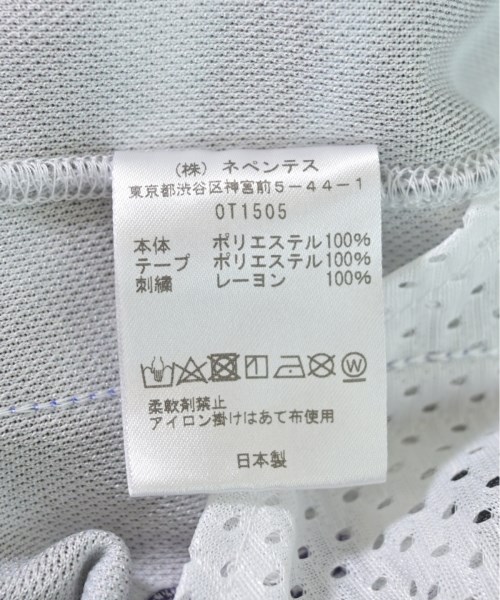 (株) ネペンテス
東京都渋谷区神宮前5-44-1
OT1505
本体 ポリエステル100%
テープ ポリエステル100%
刺繍 レーヨン 100%
W
柔軟剤禁止
アイロン掛けはあて布使用
日本製